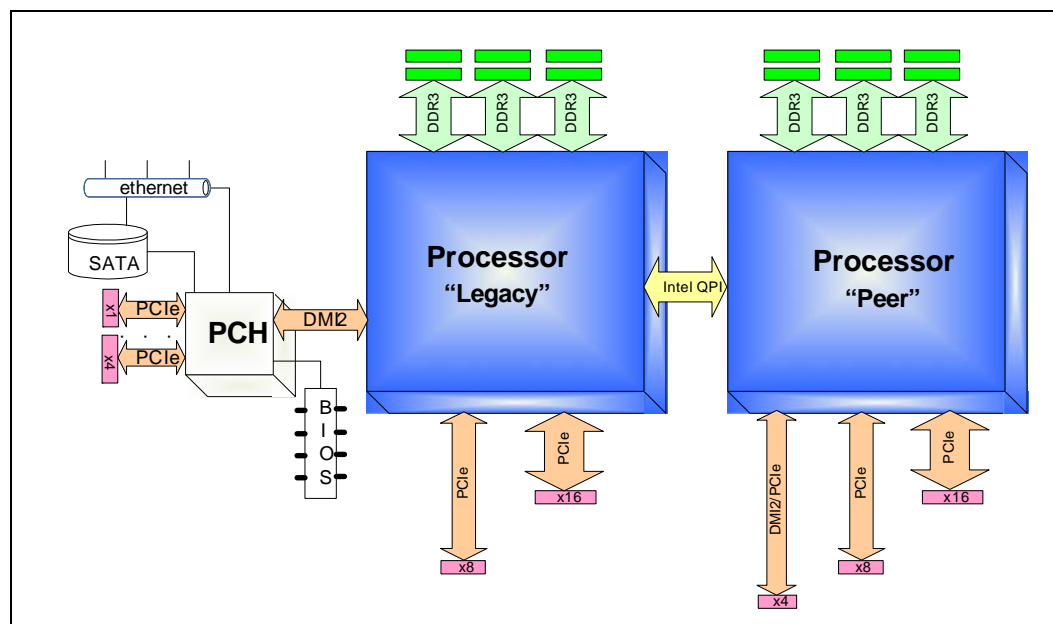 DDR3
DDR3
DDR3
DDR3
DDR3
DDR3
ethernet
SATA
Processor
“Legacy”
Processor
“Peer”
Intel QPI
x1
PCIe
PCH
DMI2
. . .
x4
PCIe
BIOS
PCIe
PCIe
x16
x8
DMI2/PCIe
PCIe
PCIe
x16
x8
x4